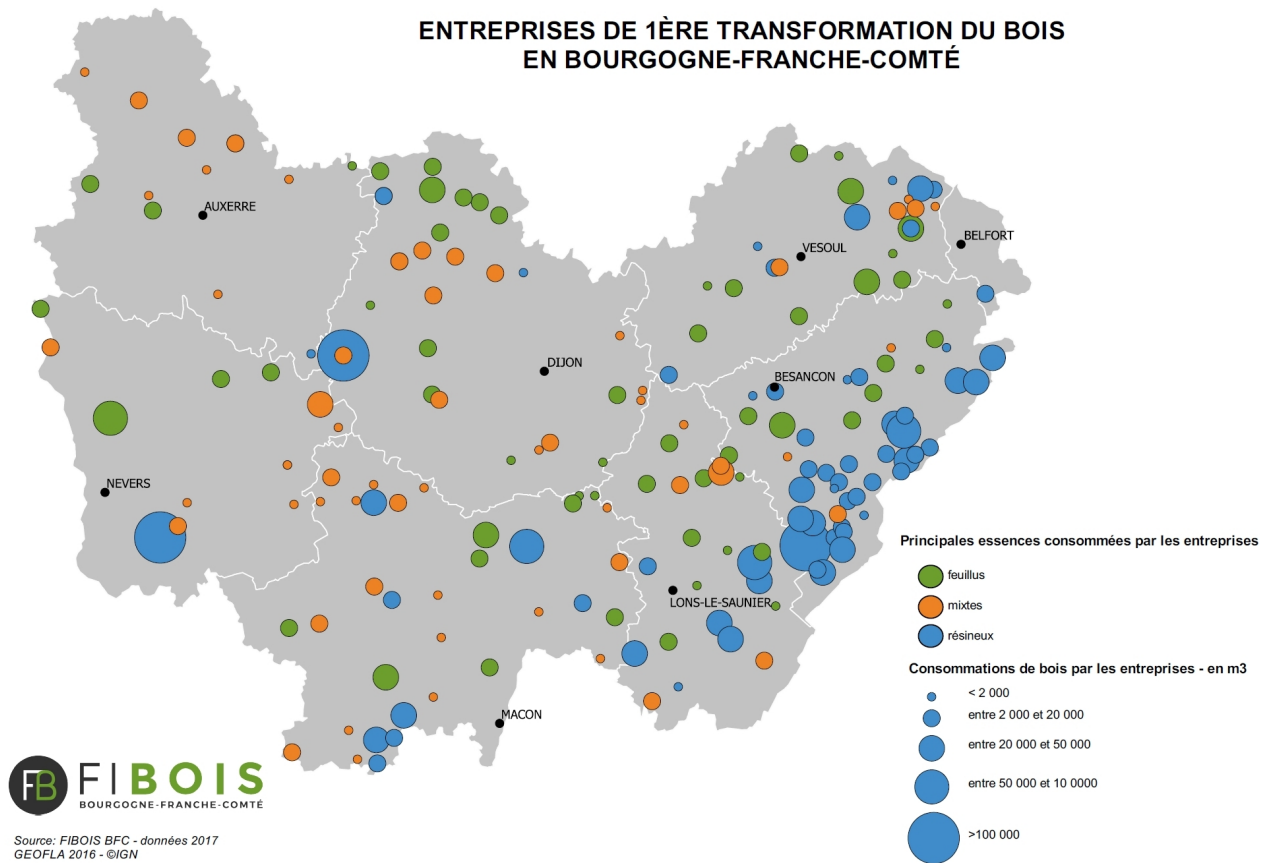 ENTREPRISES DE 1ÈRE TRANSFORMATION DU BOIS
EN BOURGOGNE-FRANCHE-COMTÉ
AUXERRE
BELFORT
VESOUL
DIJON
BESANCON
NEVERS
LONS-LE-SAUNIER
MACON
Principales essences consommées par les entreprises
feuillus
mixtes
résineux
Consommations de bois par les entreprises - en m3
< 2 000
entre 2 000 et 20 000
entre 20 000 et 50 000
entre 50 000 et 10 0000
>100 000
FB FIBOIS
BOURGOGNE-FRANCHE-COMTÉ
Source: FIBOIS BFC - données 2017
GEOFLA 2016 - ©IGN